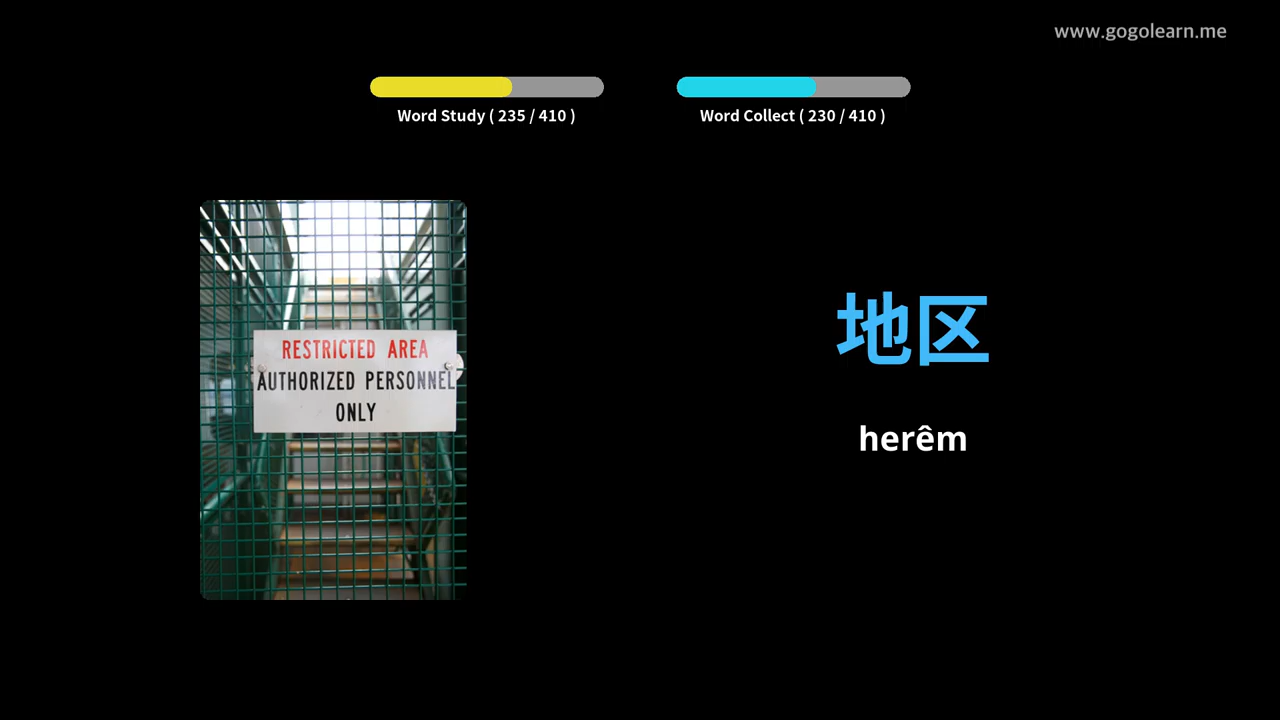 www.gogolearn.me
Word Study ( 235 / 410 )
Word Collect ( 230 / 410 )
RESTRICTED AREA
AUTHORIZED PERSONNEL
ONLY
地区
herêm